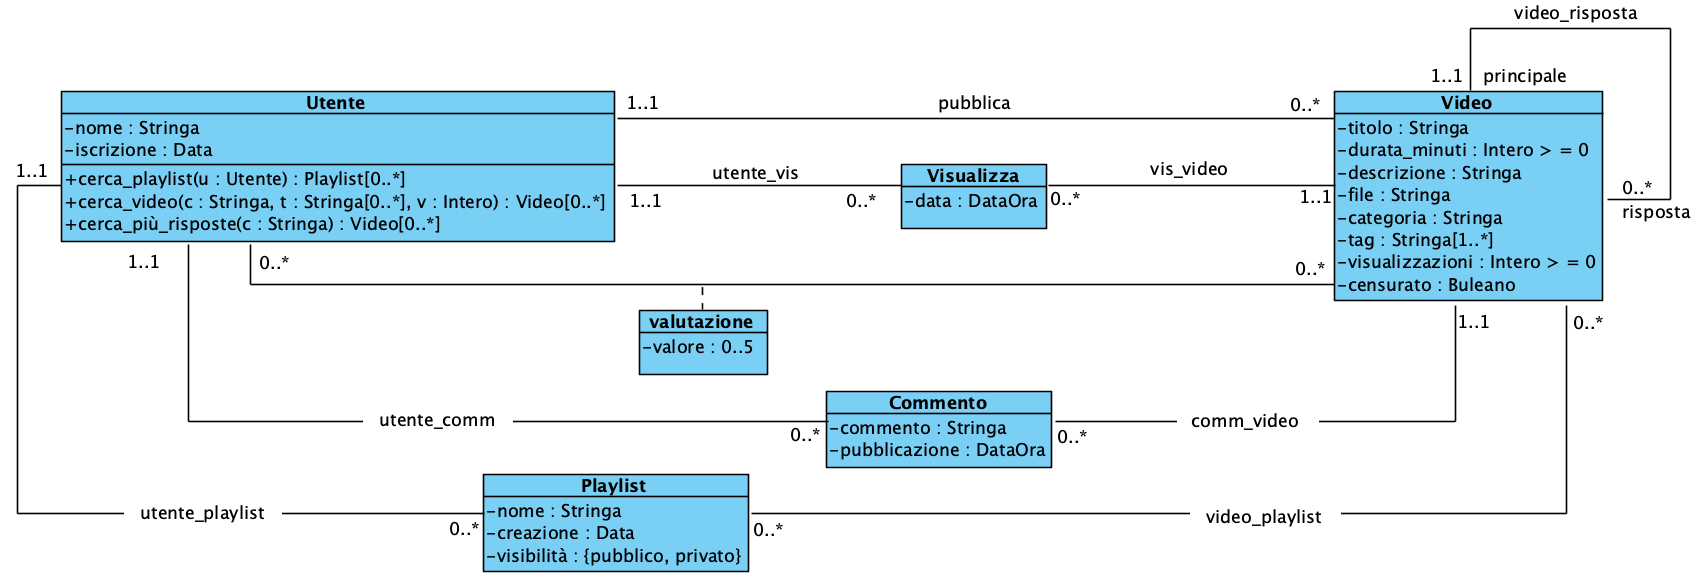 video_risposta
1..1 principale
Utente
-nome : Stringa
-iscrizione : Data
+cerca_playlist(u : Utente) : Playlist[0..*]
+cerca_video(c : Stringa, t : Stringa[0..*], v : Intero) : Video[0..*]
+cerca_più_risposte(c : Stringa) : Video[0..*]
1..1
pubblica
0..*
Video
-titolo : Stringa
-durata_minuti : Intero > = 0
-descrizione : Stringa
-file : Stringa
-categoria : Stringa
-tag : Stringa[1..*]
-visualizzazioni : Intero > = 0
-censurato : Buleano
0..*
risposta
1..1
utente_vis
1..1
0..*
Visualizza
-data : DataOra
vis_video
0..*
1..1
1..1
0..*
0..*
valutazione
-valore : 0..5
1..1
0..*
utente_comm
0..*
Commento
-commento : Stringa
-pubblicazione : DataOra
comm_video
0..*
utente_playlist
0..*
Playlist
-nome : Stringa
-creazione : Data
-visibilità : {pubblico, privato}
0..*
video_playlist